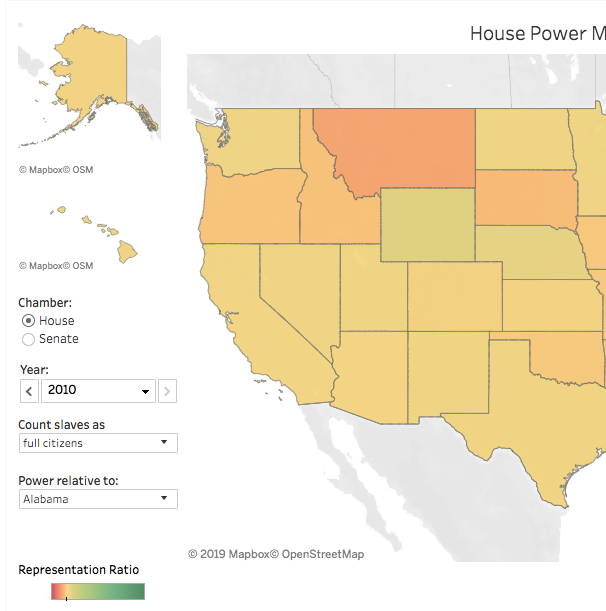 House Power M
© Mapbox© OSM
© Mapbox© OSM
Chamber:
House
Senate
Year:
2010
Count slaves as
full citizens
Power relative to:
Alabama
© 2019 Mapbox© OpenStreetMap
Representation Ratio